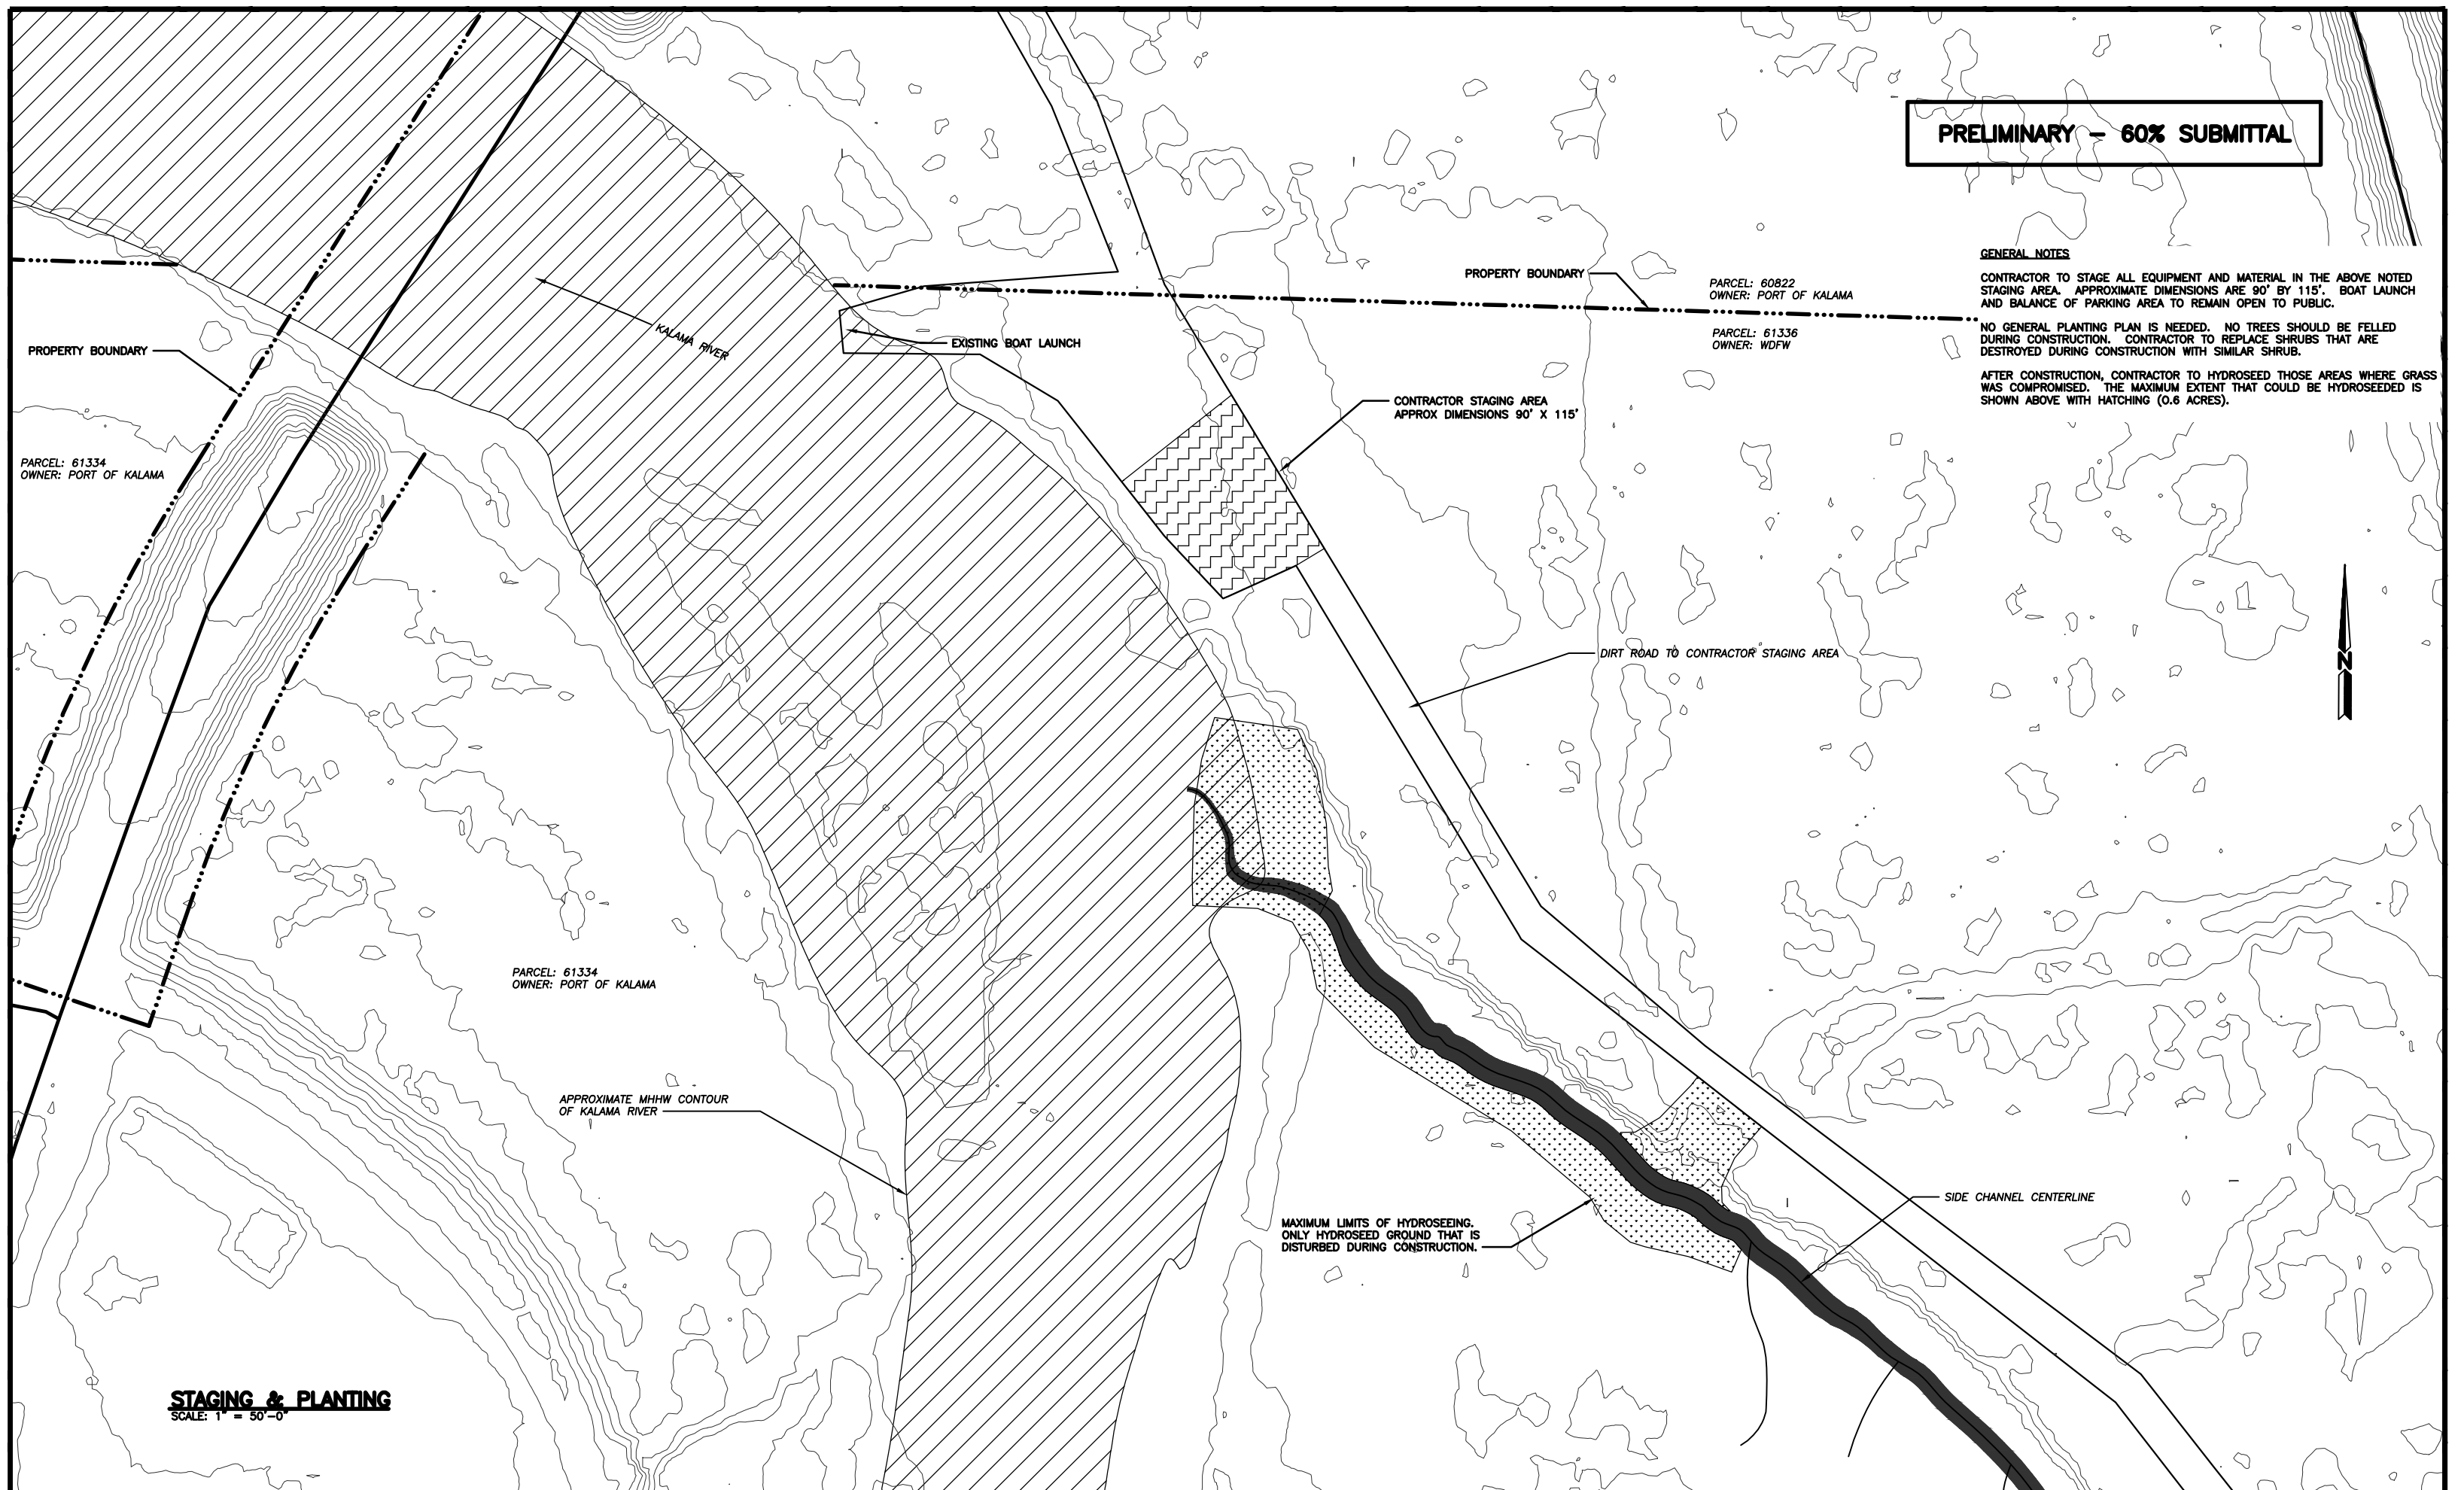 PRELIMINARY - 60% SUBMITTAL
GENERAL NOTES
CONTRACTOR TO STAGE ALL EQUIPMENT AND MATERIAL IN THE ABOVE NOTED
STAGING AREA. APPROXIMATE DIMENSIONS ARE 90' BY 115'. BOAT LAUNCH
AND BALANCE OF PARKING AREA TO REMAIN OPEN TO PUBLIC.
NO GENERAL PLANTING PLAN IS NEEDED. NO TREES SHOULD BE FELLED
DURING CONSTRUCTION. CONTRACTOR TO REPLACE SHRUBS THAT ARE
DESTROYED DURING CONSTRUCTION WITH SIMILAR SHRUB.
AFTER CONSTRUCTION, CONTRACTOR TO HYDROSEED THOSE AREAS WHERE GRASS
WAS COMPROMISED. THE MAXIMUM EXTENT THAT COULD BE HYDROSEEDED IS
SHOWN ABOVE WITH HATCHING (0.6 ACRES).
PROPERTY BOUNDARY
PARCEL: 60822
OWNER: PORT OF KALAMA
PARCEL: 61336
OWNER: WDFW
KALAMA RIVER
EXISTING BOAT LAUNCH
PROPERTY BOUNDARY
CONTRACTOR STAGING AREA
APPROX DIMENSIONS 90' X 115'
PARCEL: 61334
OWNER: PORT OF KALAMA
DIRT ROAD TO CONTRACTOR STAGING AREA
N
PARCEL: 61334
OWNER: PORT OF KALAMA
APPROXIMATE MHHW CONTOUR
OF KALAMA RIVER
SIDE CHANNEL CENTERLINE
MAXIMUM LIMITS OF HYDROSEEING.
ONLY HYDROSEED GROUND THAT IS
DISTURBED DURING CONSTRUCTION.
STAGING & PLANTING
SCALE: 1" = 50'-0"